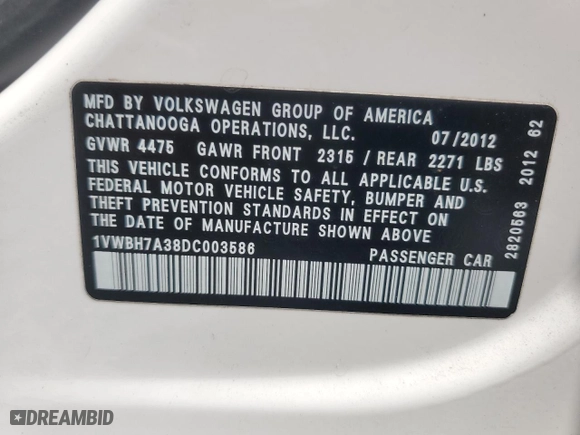 MFD BY VOLKSWAGEN GROUP OF AMERICA
CHATTANOOGA OPERATIONS, LLC. 07/2012
GVWR 4475 GAWR FRONT 2315 / REAR 2271 LBS
THIS VEHICLE CONFORMS TO ALL APPLICABLE U.S.
FEDERAL MOTOR VEHICLE SAFETY, BUMPER AND
THEFT PREVENTION STANDARDS IN EFFECT ON
THE DATE OF MANUFACTURE SHOWN ABOVE.
1VWBH7A38DC003586 PASSENGER CAR
2820563 2012 62
DREAMBID